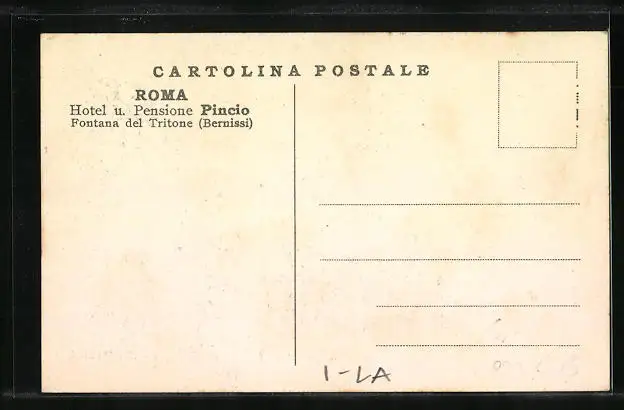 CARTOLINA POSTALE
ROMA
Hotel u. Pensione Pincio
Fontana del Tritone (Bernissi)
1-LA